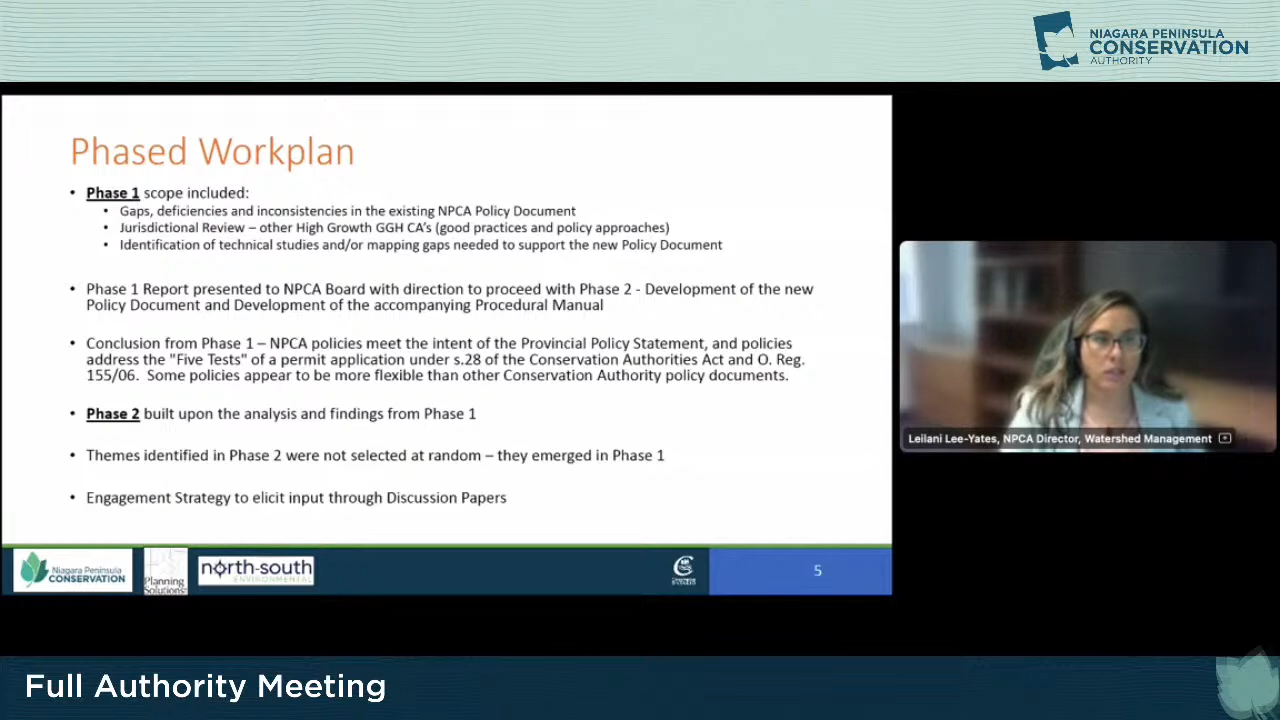 NIAGARA PENINSULA
CONSERVATION
AUTHORITY
Phased Workplan
• Phase 1 scope included:
• Gaps, deficiencies and inconsistencies in the existing NPCA Policy Document
• Jurisdictional Review – other High Growth GGH CA's (good practices and policy approaches)
• Identification of technical studies and/or mapping gaps needed to support the new Policy Document
• Phase 1 Report presented to NPCA Board with direction to proceed with Phase 2 - Development of the new
Policy Document and Development of the accompanying Procedural Manual
• Conclusion from Phase 1 – NPCA policies meet the intent of the Provincial Policy Statement, and policies
address the "Five Tests" of a permit application under s.28 of the Conservation Authorities Act and O. Reg.
155/06.  Some policies appear to be more flexible than other Conservation Authority policy documents.
• Phase 2 built upon the analysis and findings from Phase 1
• Themes identified in Phase 2 were not selected at random – they emerged in Phase 1
• Engagement Strategy to elicit input through Discussion Papers
Leilani Lee-Yates, NPCA Director, Watershed Management
Niagara Peninsula
CONSERVATION
Planning
Solutions
north-south
ENVIRONMENTAL
5
Full Authority Meeting